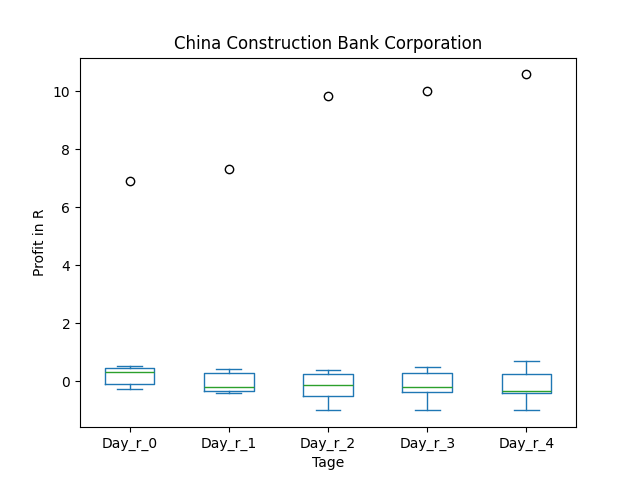 China Construction Bank Corporation
Profit in R
10
8
6
4
2
0
Day_r_0 Day_r_1 Day_r_2 Day_r_3 Day_r_4
Tage